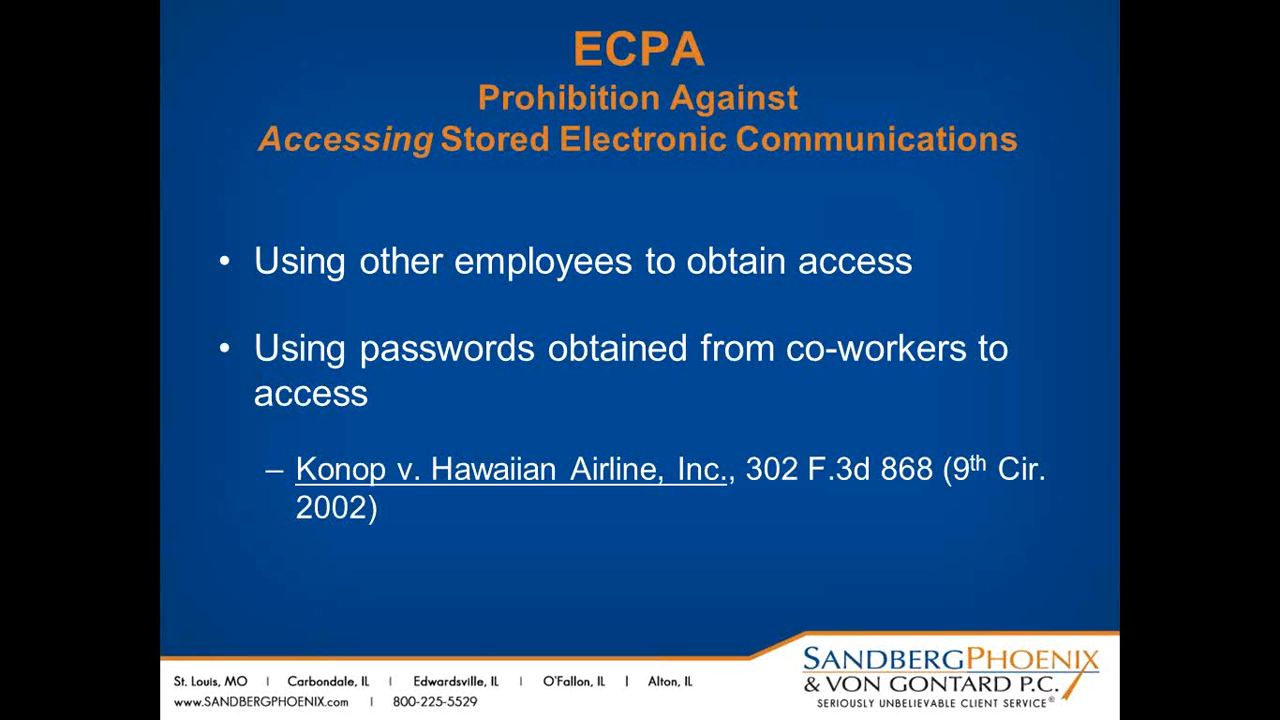 ECPA
Prohibition Against
Accessing Stored Electronic Communications
• Using other employees to obtain access
• Using passwords obtained from co-workers to
access
– Konop v. Hawaiian Airline, Inc., 302 F.3d 868 (9th Cir.
2002)
St. Louis, MO | Carbondale, IL | Edwardsville, IL | O'Fallon, IL | Alton, IL
www.SANDBERGPHOENIX.com | 800-225-5529
SANDBERGPHOENIX
& VON GONTARD P.C.
SERIOUSLY UNBELIEVABLE CLIENT SERVICE®